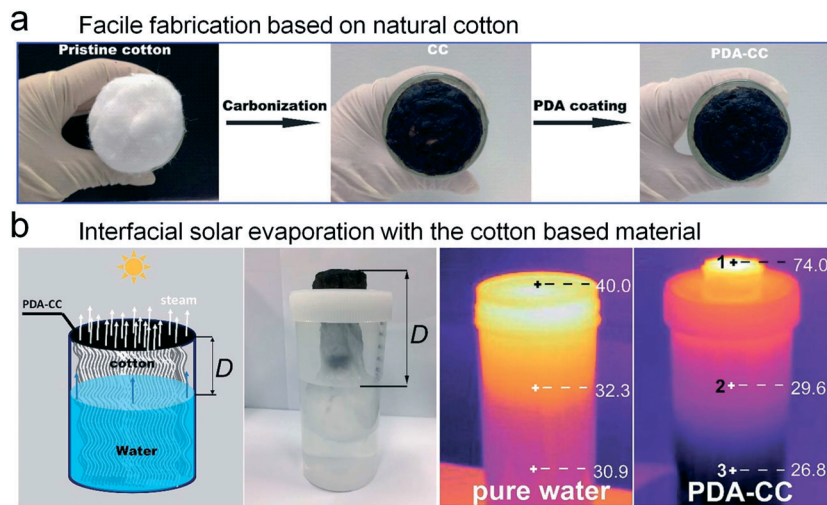 a Facile fabrication based on natural cotton
Pristine cotton
CC
PDA-CC
Carbonization
PDA coating
b Interfacial solar evaporation with the cotton based material
PDA-CC
steam
cotton
D
Water
D
40.0
32.3
30.9
pure water
1 74.0
2 29.6
3 26.8
PDA-CC